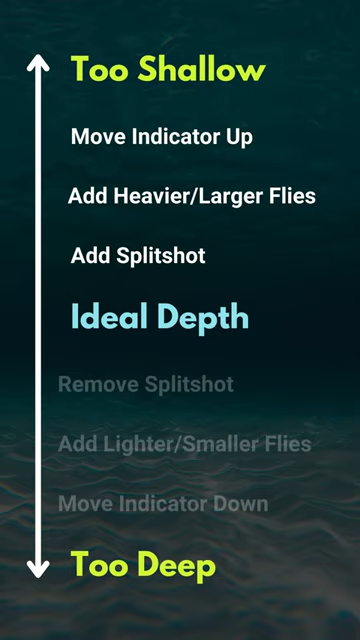 Too Shallow
Move Indicator Up
Add Heavier/Larger Flies
Add Splitshot
Ideal Depth
Remove Splitshot
Add Lighter/Smaller Flies
Move Indicator Down
Too Deep